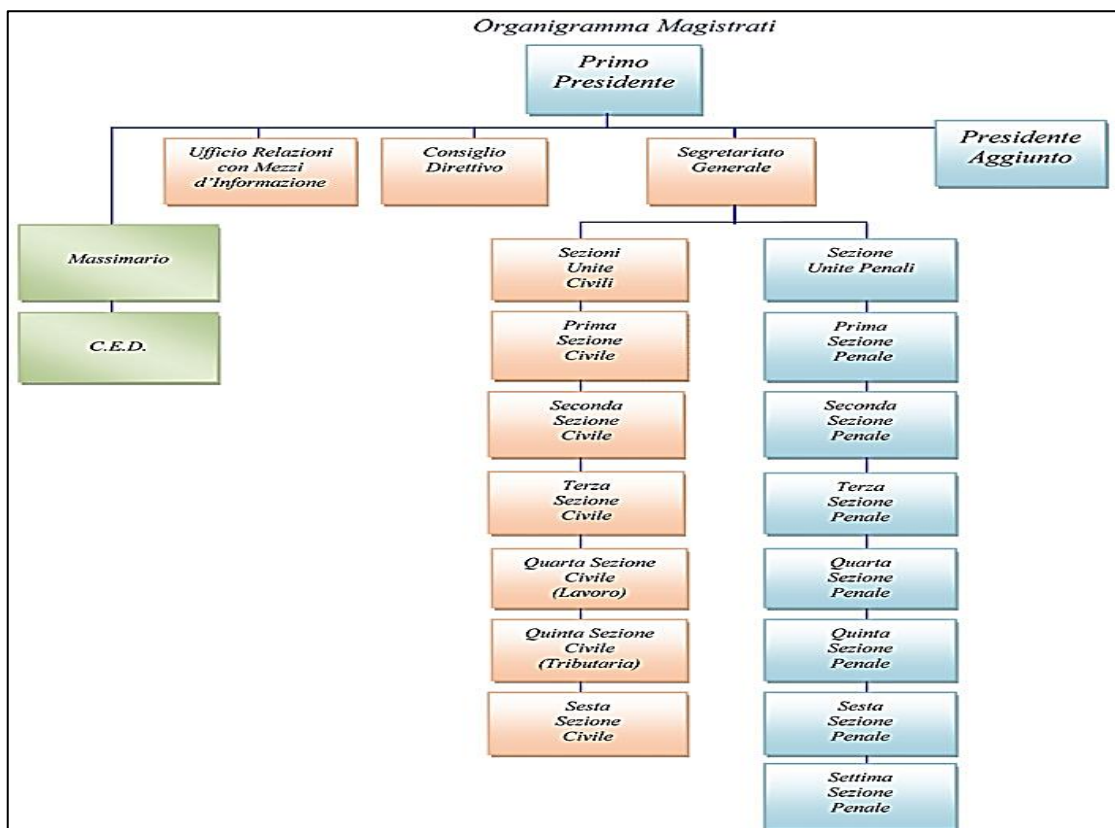 Organigramma Magistrati
Primo
Presidente
Presidente
Aggiunto
Ufficio Relazioni
con Mezzi
d'Informazione
Consiglio
Direttivo
Segretariato
Generale
Massimario
C.E.D.
Sezioni
Unite
Civili
Prima
Sezione
Civile
Seconda
Sezione
Civile
Terza
Sezione
Civile
Quarta Sezione
Civile
(Lavoro)
Quinta Sezione
Civile
(Tributaria)
Sesta
Sezione
Civile
Sezione
Unite Penali
Prima
Sezione
Penale
Seconda
Sezione
Penale
Terza
Sezione
Penale
Quarta
Sezione
Penale
Quinta
Sezione
Penale
Sesta
Sezione
Penale
Settima
Sezione
Penale